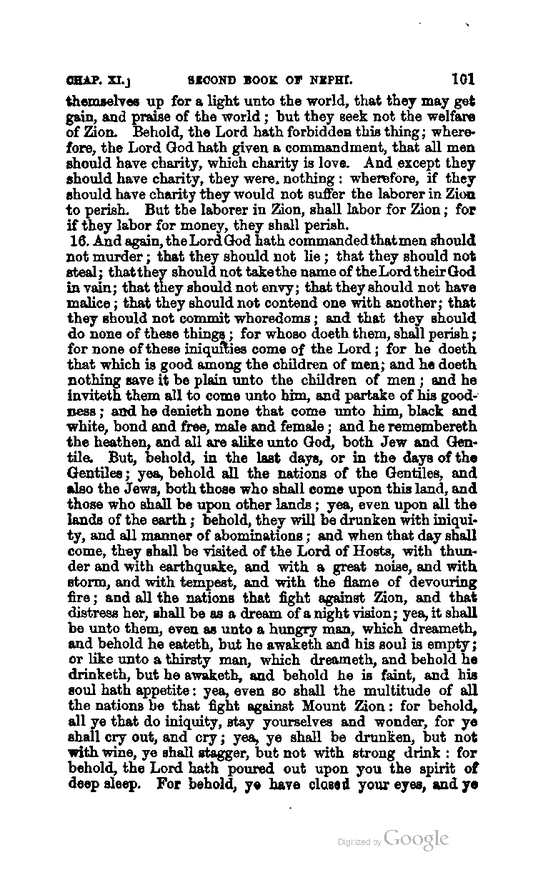 CHAP. XI.]
SECOND BOOK OF NEPHI.
101
themselves up for a light unto the world, that they may get
gain, and praise of the world; but they seek not the welfare
of Zion. Behold, the Lord hath forbidden this thing; where-
fore, the Lord God hath given a commandment, that all men
should have charity, which charity is love. And except they
should have charity, they were nothing: wherefore, if they
should have charity they would not suffer the laborer in Zion
to perish. But the laborer in Zion, shall labor for Zion; for
if they labor for money, they shall perish.
16. And again, the Lord God hath commanded that men should
not murder; that they should not lie; that they should not
steal; that they should not take the name of the Lord their God
in vain; that they should not envy; that they should not have
malice; that they should not contend one with another; that
they should not commit whoredoms; and that they should
do none of these things; for whoso doeth them, shall perish;
for none of these iniquities come of the Lord; for he doeth
that which is good among the children of men; and he doeth
nothing save it be plain unto the children of men; and he
inviteth them all to come unto him, and partake of his good-
ness; and he denieth none that come unto him, black and
white, bond and free, male and female; and he remembereth
the heathen, and all are alike unto God, both Jew and Gen-
tile. But, behold, in the last days, or in the days of the
Gentiles; yea, behold all the nations of the Gentiles, and
also the Jews, both those who shall come upon this land, and
those who shall be upon other lands; yea, even upon all the
lands of the earth; behold, they will be drunken with iniqui-
ty, and all manner of abominations; and when that day shall
come, they shall be visited of the Lord of Hosts, with thun-
der and with earthquake, and with a great noise, and with
storm, and with tempest, and with the flame of devouring
fire; and all the nations that fight against Zion, and that
distress her, shall be as a dream of a night vision; yea, it shall
be unto them, even as unto a hungry man, which dreameth,
and behold he eateth, but he awaketh and his soul is empty;
or like unto a thirsty man, which dreameth, and behold he
drinketh, but he awaketh, and behold he is faint, and his
soul hath appetite: yea, even so shall the multitude of all
the nations be that fight against Mount Zion: for behold,
all ye that do iniquity, stay yourselves and wonder, for ye
shall cry out, and cry; yea, ye shall be drunken, but not
with wine, ye shall stagger, but not with strong drink: for
behold, the Lord hath poured out upon you the spirit of
deep sleep. For behold, ye have closed your eyes, and ye
Digitized by Google